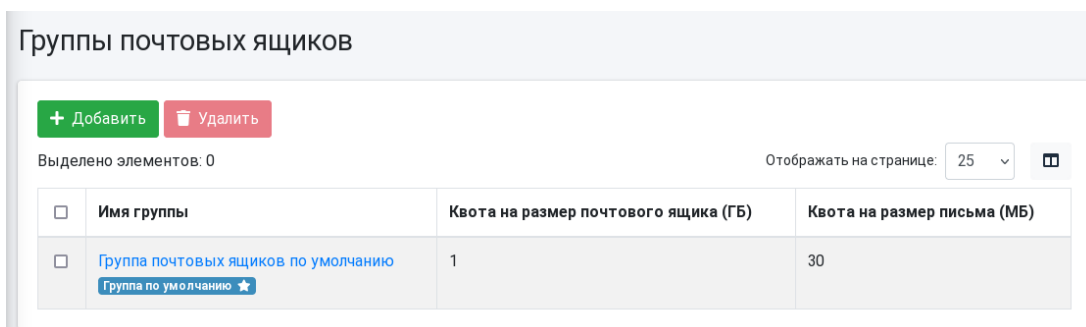 Группы почтовых ящиков
Добавить Удалить
Выделено элементов: 0 Отображать на странице: 25
Имя группы Квота на размер почтового ящика (ГБ) Квота на размер письма (МБ)
Группа почтовых ящиков по умолчанию 1 30
Группа по умолчанию